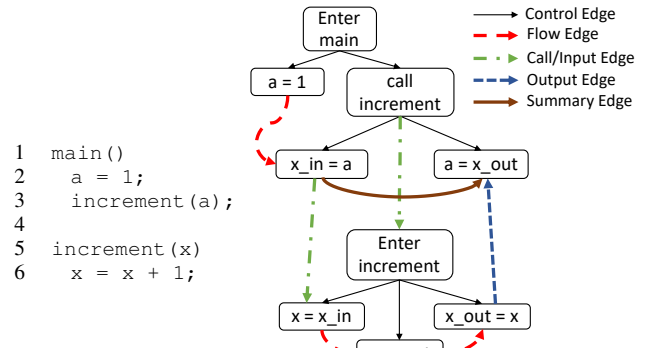 Enter
main
Control Edge
Flow Edge
Call/Input Edge
Output Edge
Summary Edge
a = 1
call
increment
x_in = a
a = x_out
1 main()
2 a = 1;
3 increment(a);
4
5 increment(x)
6 x = x + 1;
Enter
increment
x = x_in
x_out = x